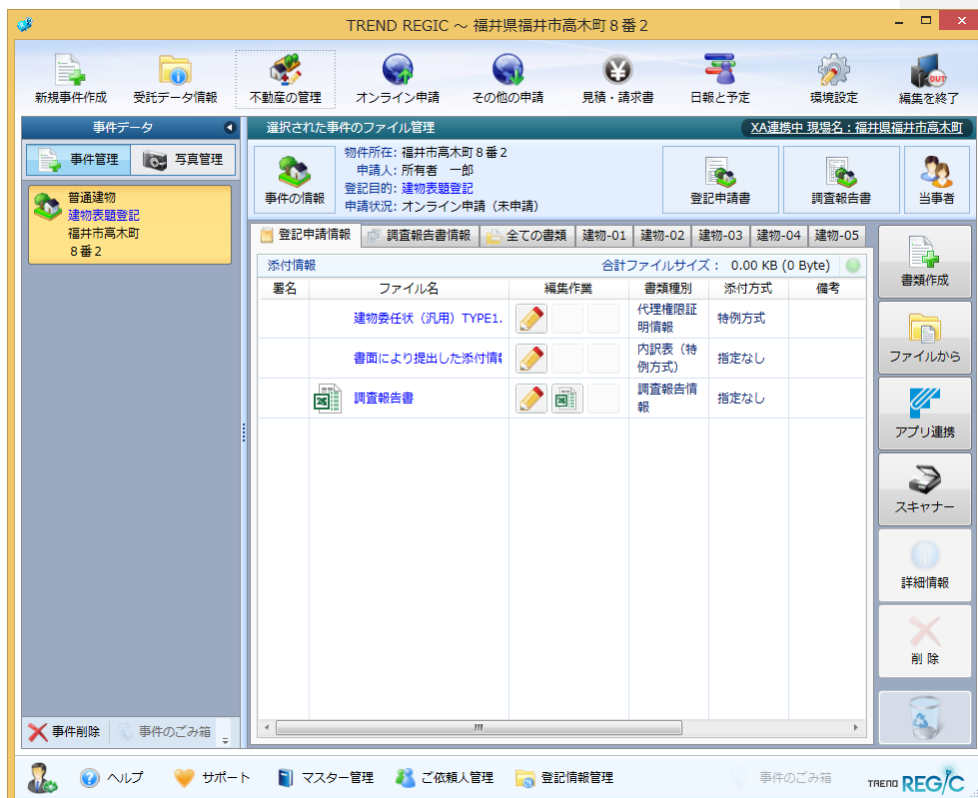 TREND REGIC ～ 福井県福井市高木町８番２
新規事件作成 受託データ情報 不動産の管理 オンライン申請 その他の申請 見積・請求書 日報と予定 環境設定 編集を終了
OUT
事件データ
選択された事件のファイル管理
XA連携中 現場名：福井県福井市高木町
事件管理 写真管理
普通建物
建物表題登記
福井市高木町
８番２
事件の情報
物件所在: 福井市高木町８番２
申請人: 所有者 一郎
登記目的: 建物表題登記
申請状況: オンライン申請（未申請）
登記申請書 調査報告書 当事者
登記申請情報 調査報告書情報 全ての書類 建物-01 建物-02 建物-03 建物-04 建物-05
添付情報
合計ファイルサイズ： 0.00 KB (0 Byte)
署名 ファイル名 編集作業 書類種別 添付方式 備考
建物委任状（汎用）TYPE1.
代理権限証
明情報
特例方式
書面により提出した添付情
内訳表（特
例方式）
指定なし
調査報告書
調査報告情
報
指定なし
書類作成
ファイルから
アプリ連携
スキャナー
詳細情報
削 除
事件削除 事件のごみ箱
ヘルプ サポート マスター管理 ご依頼人管理 登記情報管理 事件のごみ箱
TREND REGIC